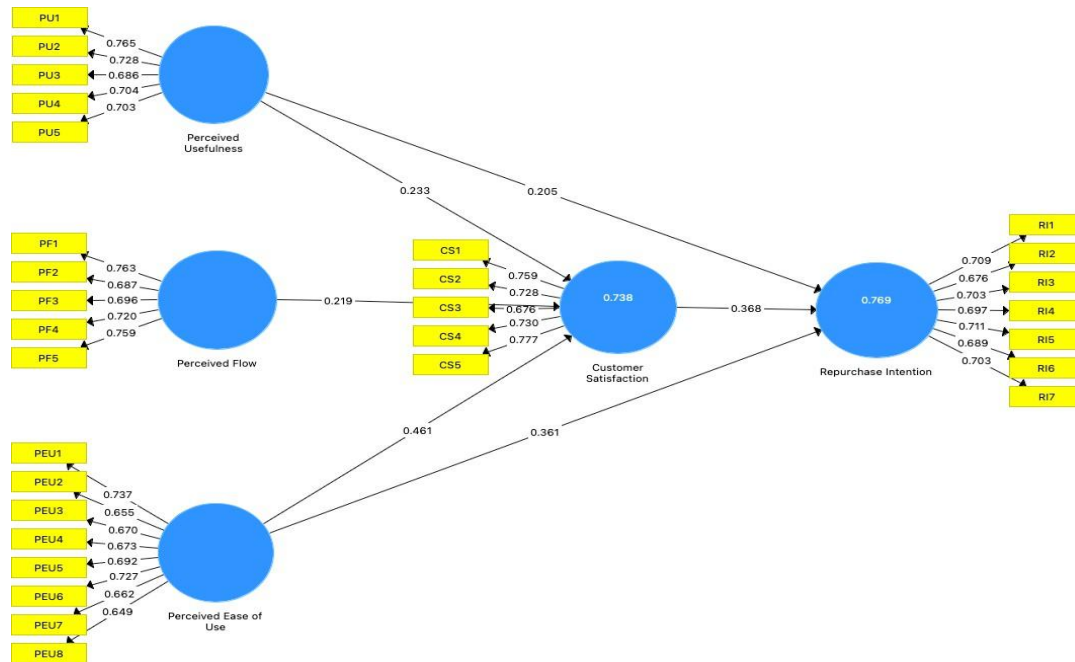 PU1
PU2
PU3
PU4
PU5
0.765
0.728
0.686
0.704
0.703
Perceived
Usefulness
0.233
0.205
PF1
PF2
PF3
PF4
PF5
0.763
0.687
0.696
0.720
0.759
Perceived Flow
0.219
CS1
CS2
CS3
CS4
CS5
0.759
0.728
0.676
0.730
0.777
0.738
Customer
Satisfaction
0.368
0.769
Repurchase Intention
0.709
0.676
0.703
0.697
0.711
0.689
0.703
RI1
RI2
RI3
RI4
RI5
RI6
RI7
0.461
0.361
PEU1
PEU2
PEU3
PEU4
PEU5
PEU6
PEU7
PEU8
0.737
0.655
0.670
0.673
0.692
0.727
0.662
0.649
Perceived Ease of
Use